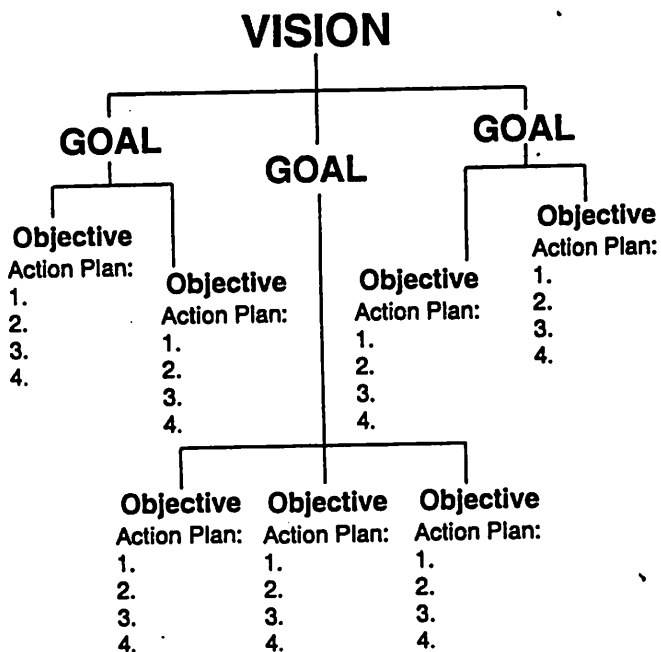 VISION
GOAL
GOAL
GOAL
Objective
Action Plan:
1.
2.
3.
4.
Objective
Action Plan:
1.
2.
3.
4.
Objective
Action Plan:
1.
2.
3.
4.
Objective
Action Plan:
1.
2.
3.
4.
Objective
Action Plan:
1.
2.
3.
4.
Objective
Action Plan:
1.
2.
3.
4.
Objective
Action Plan:
1.
2.
3.
4.